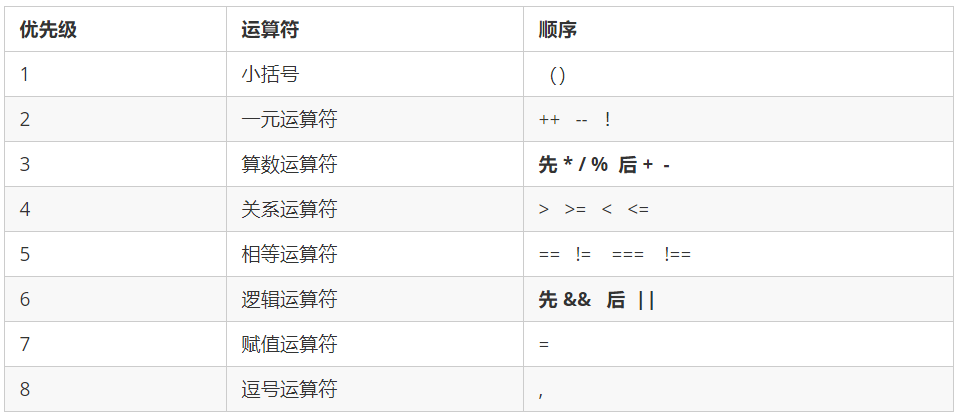 优先级 运算符 顺序
1 小括号 （）
2 一元运算符 ++ -- !
3 算数运算符 先 * / % 后 + -
4 关系运算符 > >= < <=
5 相等运算符 == != === !==
6 逻辑运算符 先 && 后 ||
7 赋值运算符 =
8 逗号运算符 ,